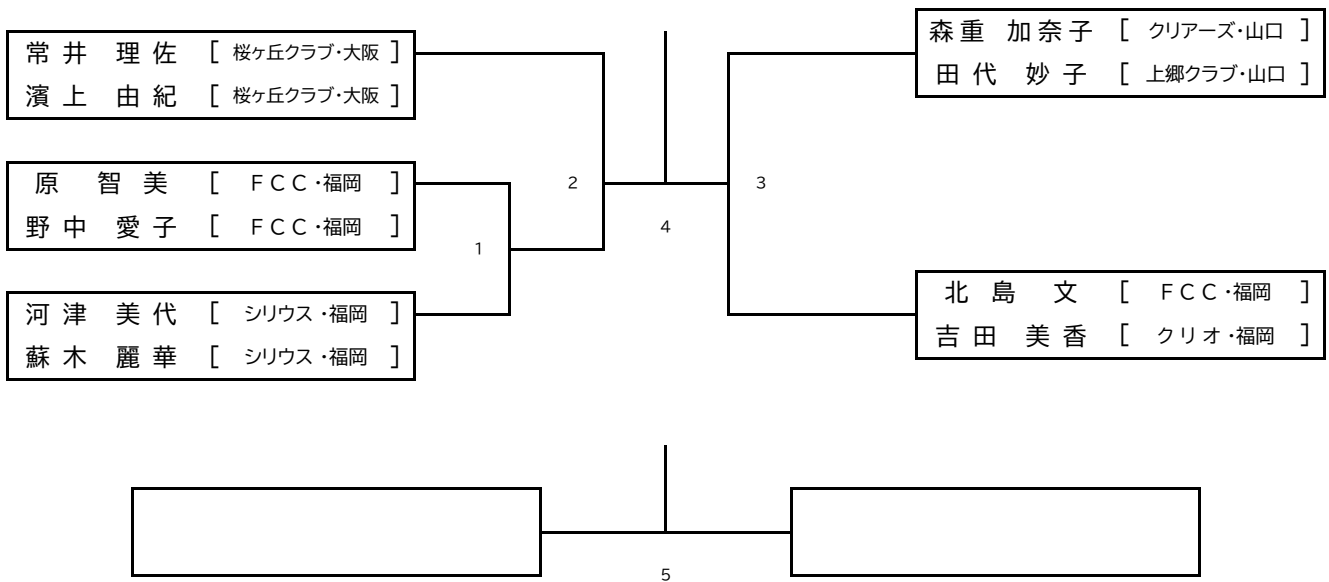 常井 理佐 [ 桜ヶ丘クラブ・大阪 ]
濱上 由紀 [ 桜ヶ丘クラブ・大阪 ]
原 智美 [ ＦＣＣ・福岡 ]
野中 愛子 [ ＦＣＣ・福岡 ]
河津 美代 [ シリウス・福岡 ]
蘇木 麗華 [ シリウス・福岡 ]
1
2
4
3
森重 加奈子 [ クリアーズ・山口 ]
田代 妙子 [ 上郷クラブ・山口 ]
北島 文 [ ＦＣＣ・福岡 ]
吉田 美香 [ クリオ・福岡 ]
5